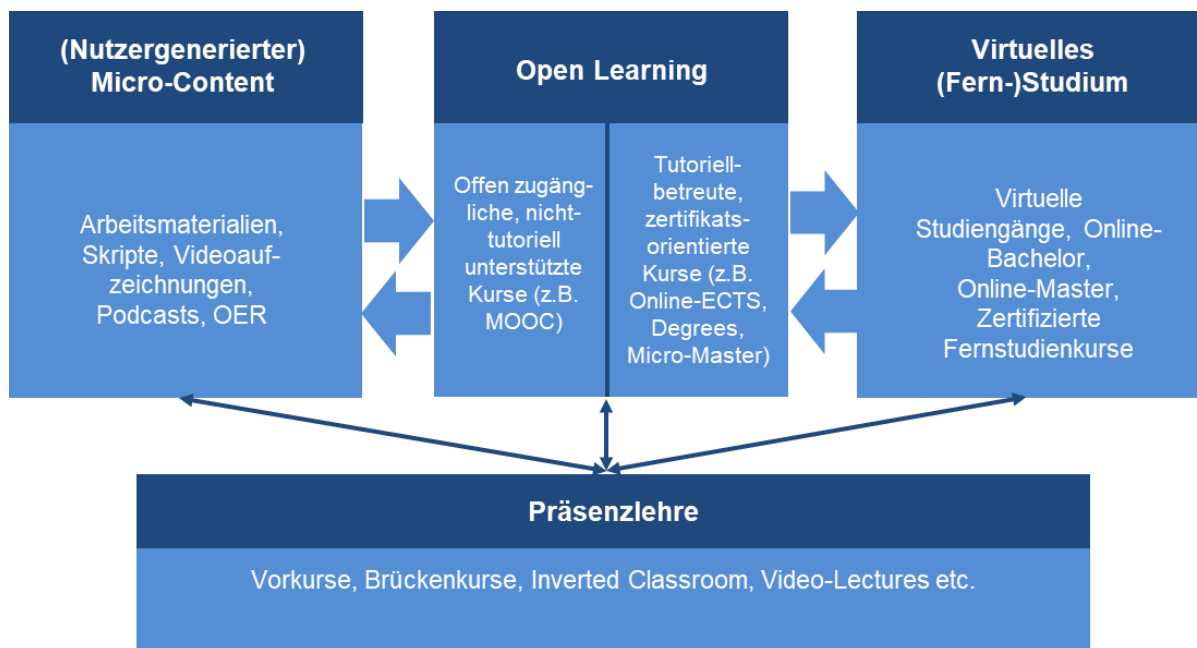 (Nutzergenerierter)
Micro-Content
Arbeitsmaterialien,
Skripte, Videoauf-
zeichnungen,
Podcasts, OER
Open Learning
Offen zugäng-
liche, nicht-
tutoriell
unterstützte
Kurse (z.B.
MOOC)
Tutoriell-
betreute,
zertifikats-
orientierte
Kurse (z.B.
Online-ECTS,
Degrees,
Micro-Master)
Virtuelles
(Fern-)Studium
Virtuelle
Studiengänge, Online-
Bachelor,
Online-Master,
Zertifizierte
Fernstudienkurse
Präsenzlehre
Vorkurse, Brückenkurse, Inverted Classroom, Video-Lectures etc.